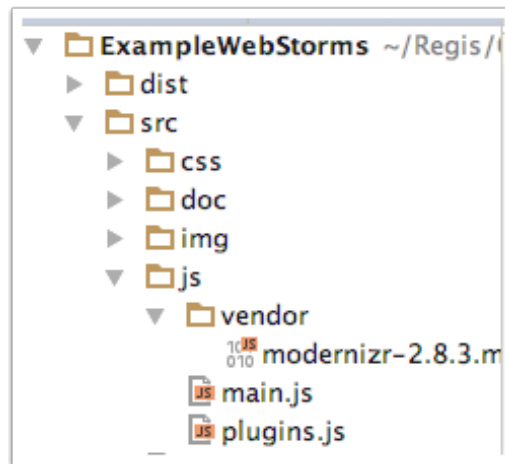 ExampleWebStorms ~/Regis/
dist
src
css
doc
img
js
vendor
modernizr-2.8.3.m
main.js
plugins.js